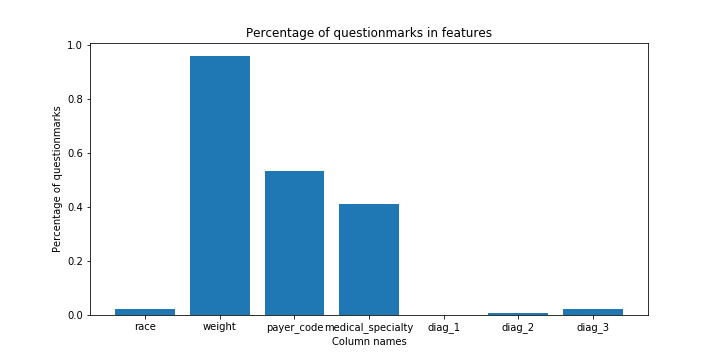 Percentage of questionmarks in features
Percentage of questionmarks
1.0
0.8
0.6
0.4
0.2
0.0
race weight payer_code medical_specialty diag_1 diag_2 diag_3
Column names